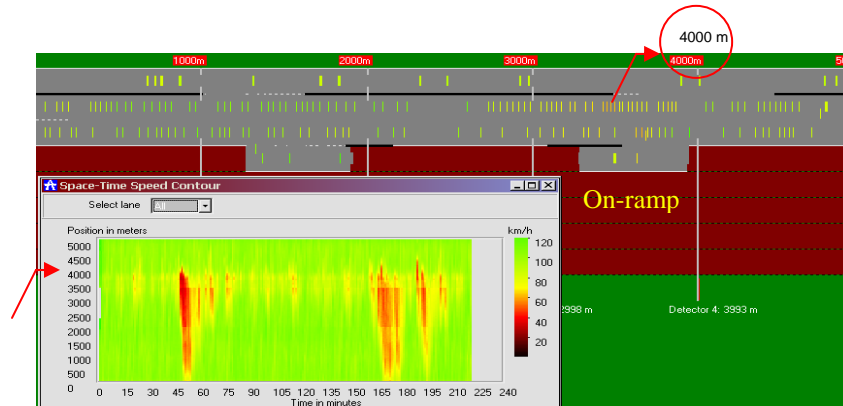 4000 m
1000m 2000m 3000m 4000m
On-ramp
Space-Time Speed Contour
Select lane All
Position in meters km/h
5000
4500
4000
3500
3000
2500
2000
1500
1000
500
0
120
100
80
60
40
20
0 15 30 45 60 75 90 105 120 135 150 165 180 195 210 225 240
Time in minutes
2998 m
Detector 4: 3993 m